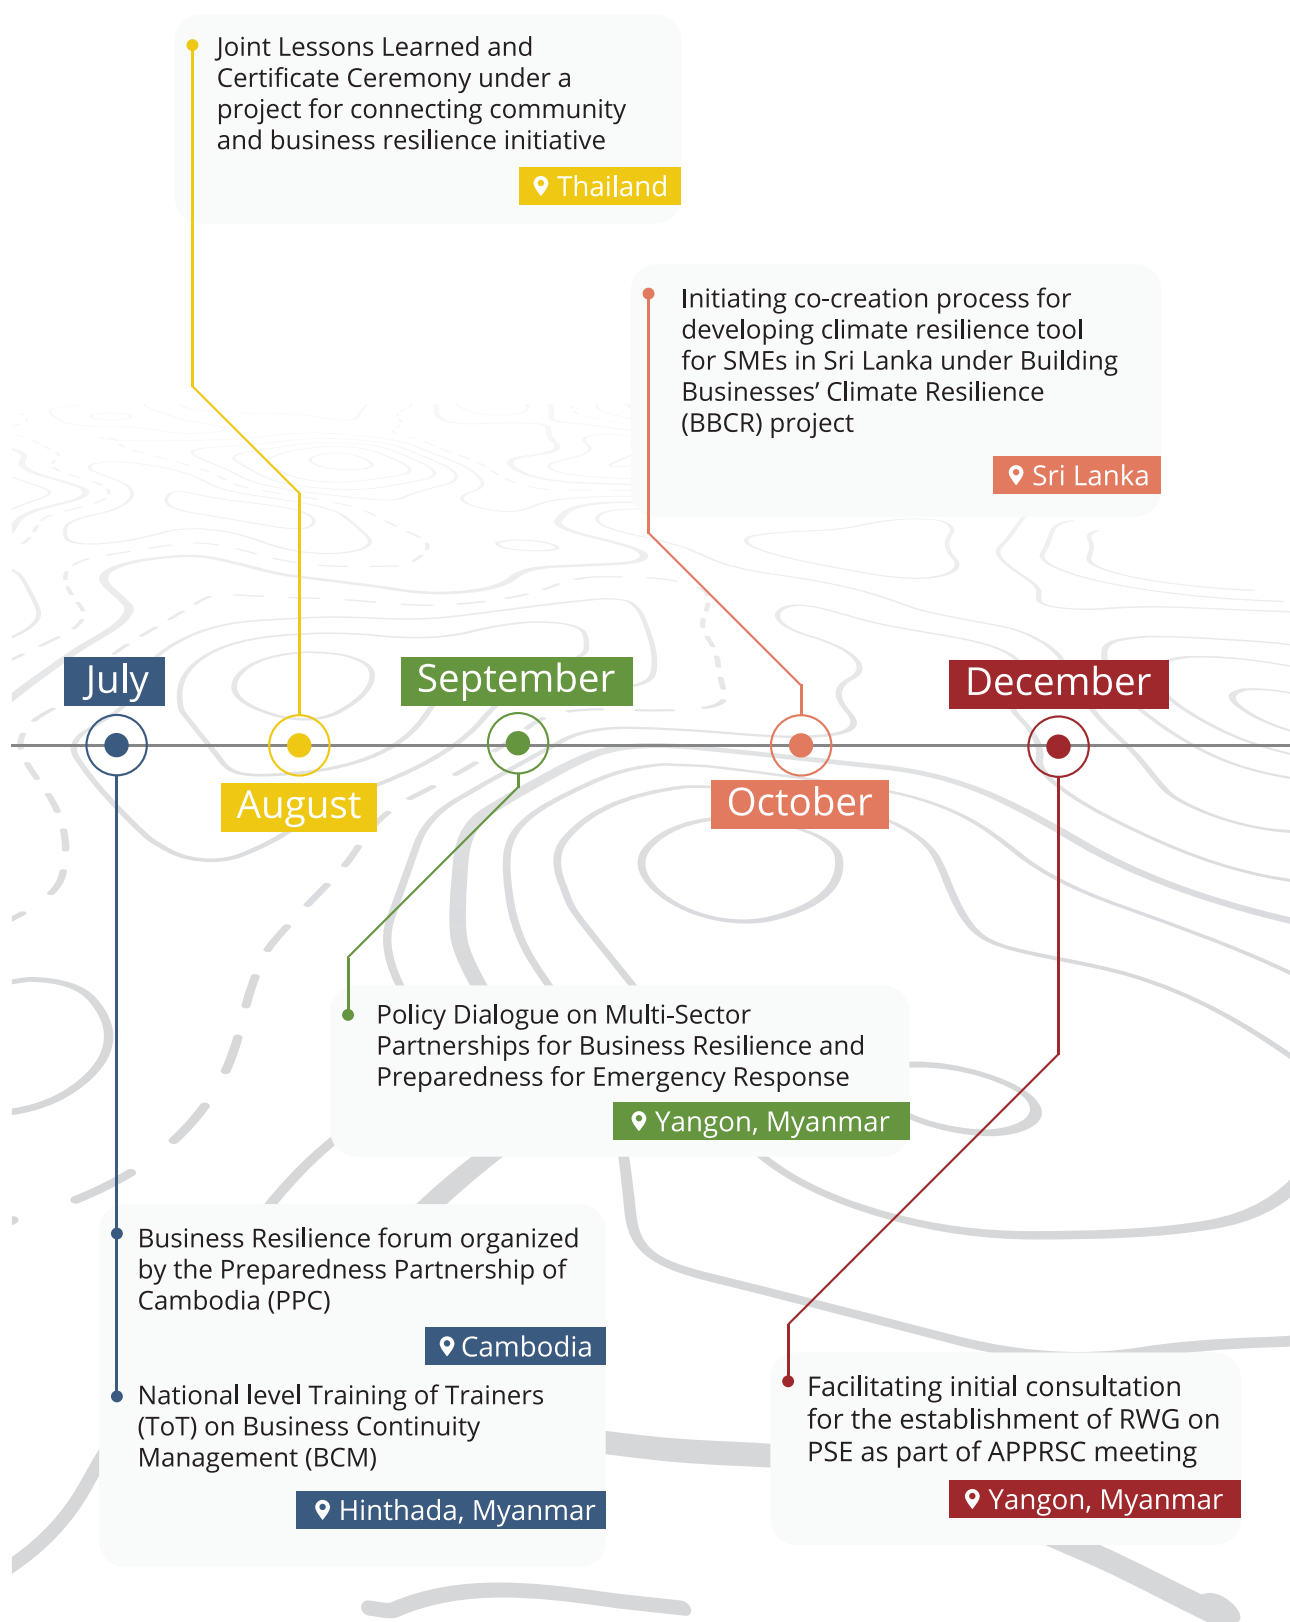 Joint Lessons Learned and
Certificate Ceremony under a
project for connecting community
and business resilience initiative
Thailand
Initiating co-creation process for
developing climate resilience tool
for SMEs in Sri Lanka under Building
Businesses’ Climate Resilience
(BBCR) project
Sri Lanka
July
September
December
August
October
Policy Dialogue on Multi-Sector
Partnerships for Business Resilience and
Preparedness for Emergency Response
Yangon, Myanmar
Business Resilience forum organized
by the Preparedness Partnership of
Cambodia (PPC)
Cambodia
National level Training of Trainers
(ToT) on Business Continuity
Management (BCM)
Hinthada, Myanmar
Facilitating initial consultation
for the establishment of RWG on
PSE as part of APPRSC meeting
Yangon, Myanmar